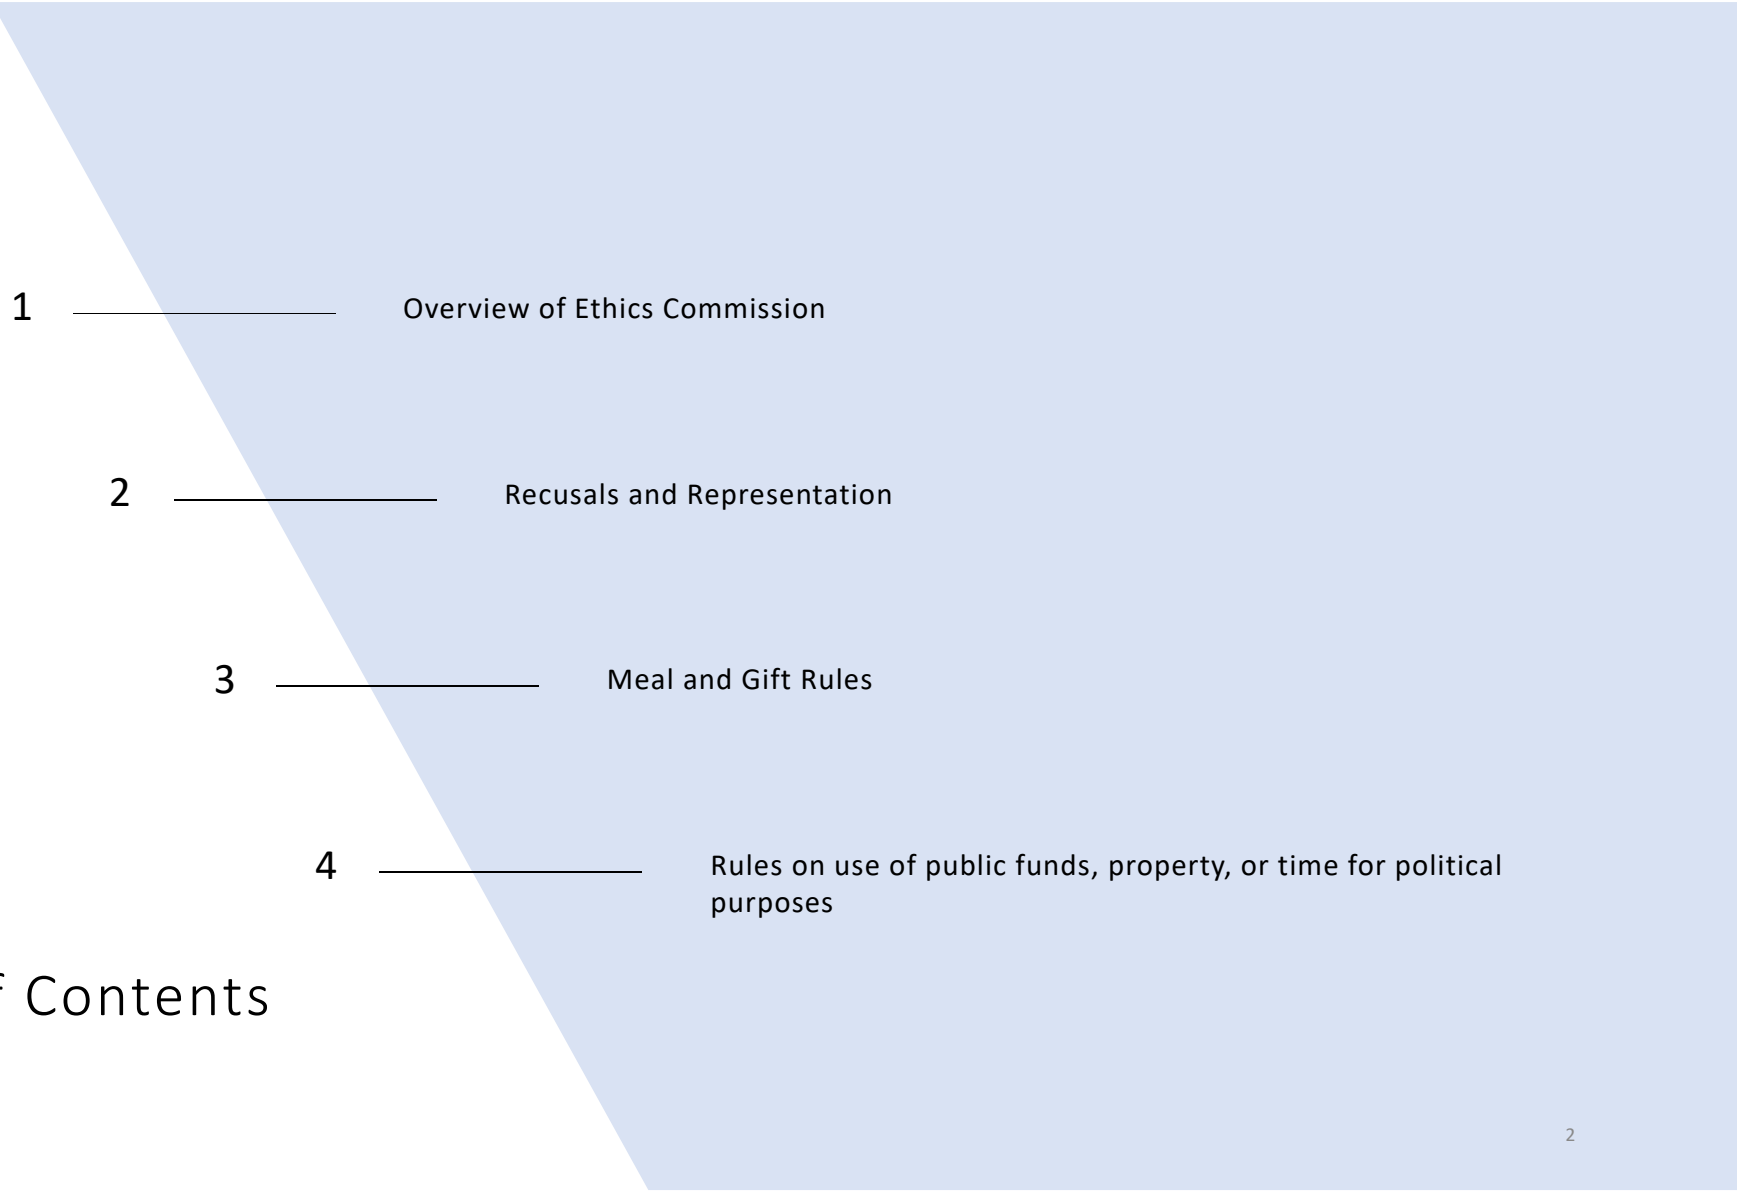 1 Overview of Ethics Commission
2 Recusals and Representation
3 Meal and Gift Rules
4 Rules on use of public funds, property, or time for political
purposes
Contents
2